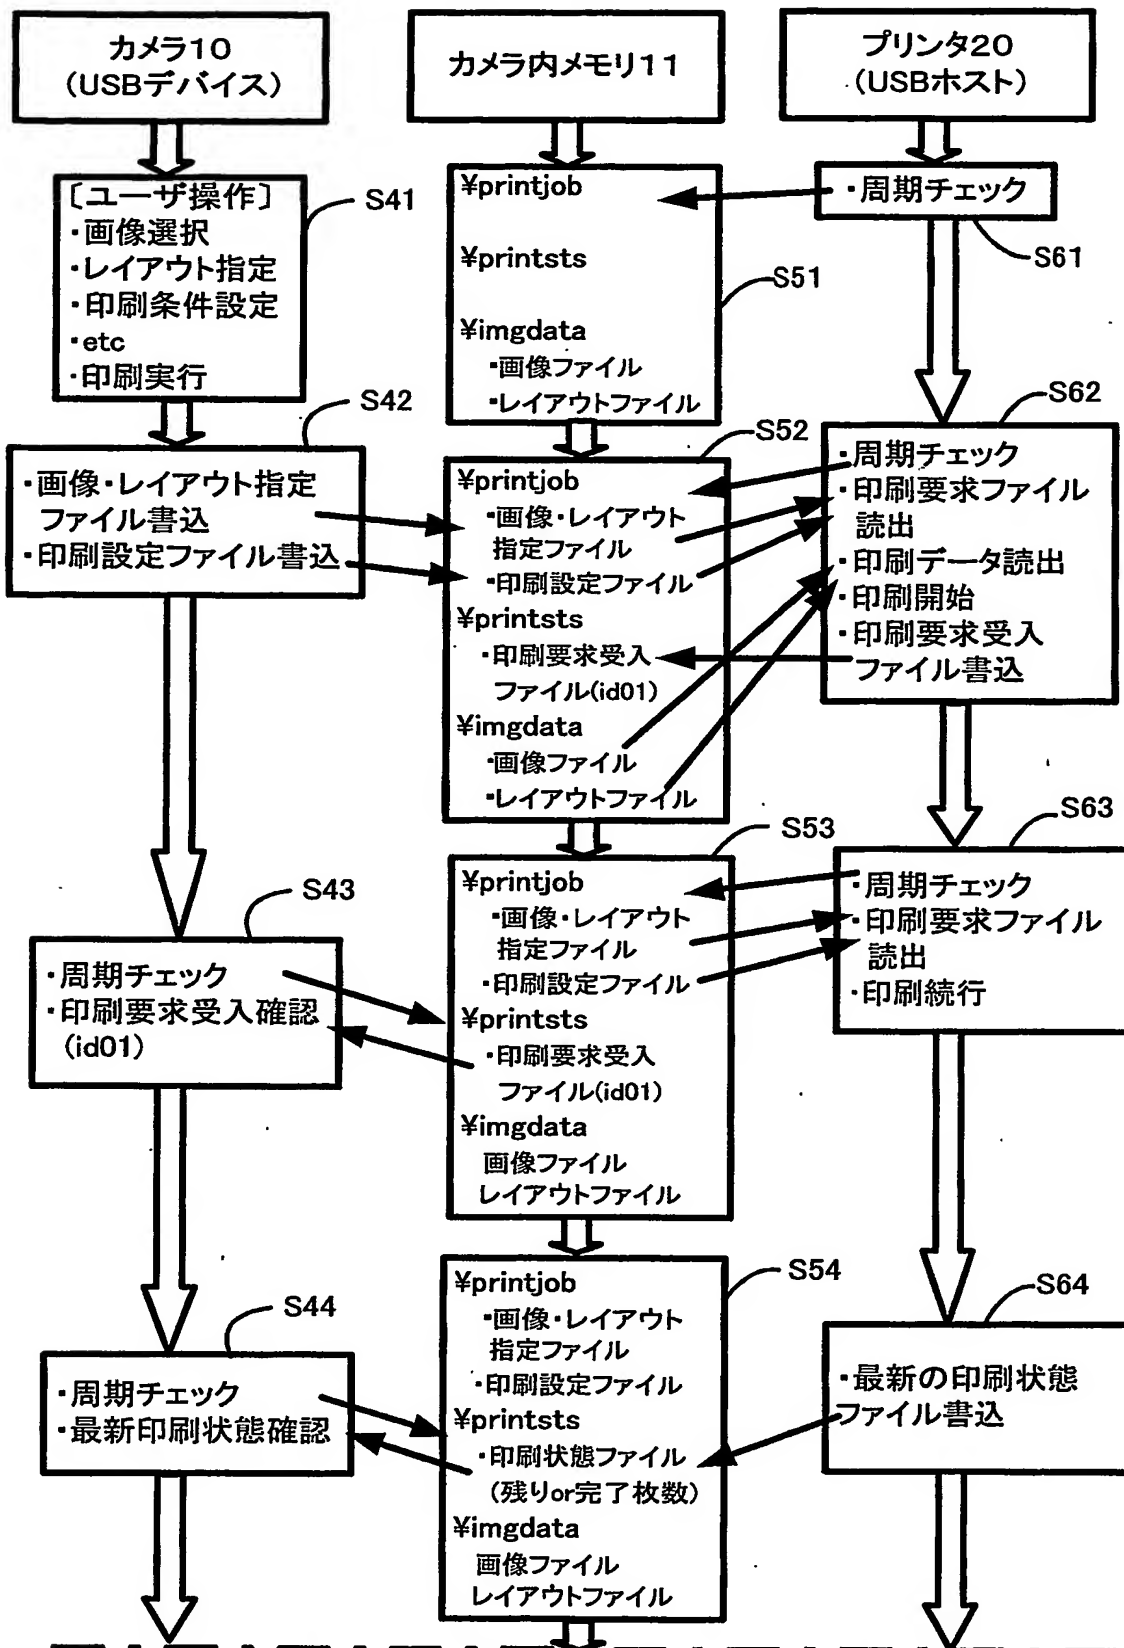 カメラ10
(USBデバイス)
カメラ内メモリ11
プリンタ20
(USBホスト)
〔ユーザ操作〕
・画像選択
・レイアウト指定
・印刷条件設定
・etc
・印刷実行
S41
¥printjob
¥printsts
¥imgdata
・画像ファイル
・レイアウトファイル
S51
・周期チェック
S61
S42
・画像・レイアウト指定
ファイル書込
・印刷設定ファイル書込
S52
¥printjob
・画像・レイアウト
指定ファイル
・印刷設定ファイル
¥printsts
・印刷要求受入
ファイル(id01)
¥imgdata
・画像ファイル
・レイアウトファイル
S62
・周期チェック
・印刷要求ファイル
読出
・印刷データ読出
・印刷開始
・印刷要求受入
ファイル書込
S43
・周期チェック
・印刷要求受入確認
(id01)
S53
¥printjob
・画像・レイアウト
指定ファイル
・印刷設定ファイル
¥printsts
・印刷要求受入
ファイル(id01)
¥imgdata
画像ファイル
レイアウトファイル
S63
・周期チェック
・印刷要求ファイル
読出
・印刷続行
S44
・周期チェック
・最新印刷状態確認
S54
¥printjob
・画像・レイアウト
指定ファイル
・印刷設定ファイル
¥printsts
・印刷状態ファイル
(残りor完了枚数)
¥imgdata
画像ファイル
レイアウトファイル
S64
・最新の印刷状態
ファイル書込